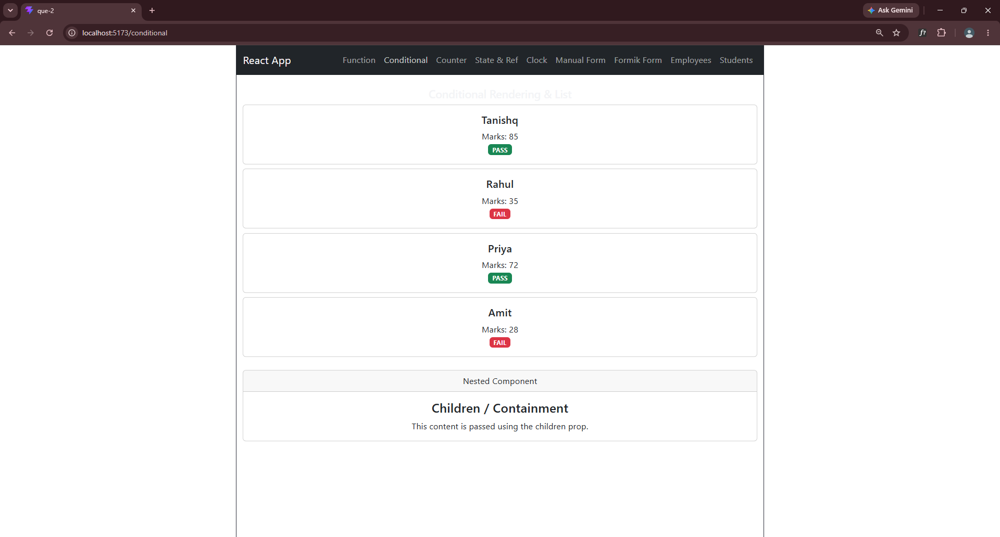 que-2
Ask Gemini
localhost:5173/conditional
f?
React App Function Conditional Counter State & Ref Clock Manual Form Formik Form Employees Students
Conditional Rendering & List
Tanishq
Marks: 85
PASS
Rahul
Marks: 35
FAIL
Priya
Marks: 72
PASS
Amit
Marks: 28
FAIL
Nested Component
Children / Containment
This content is passed using the children prop.